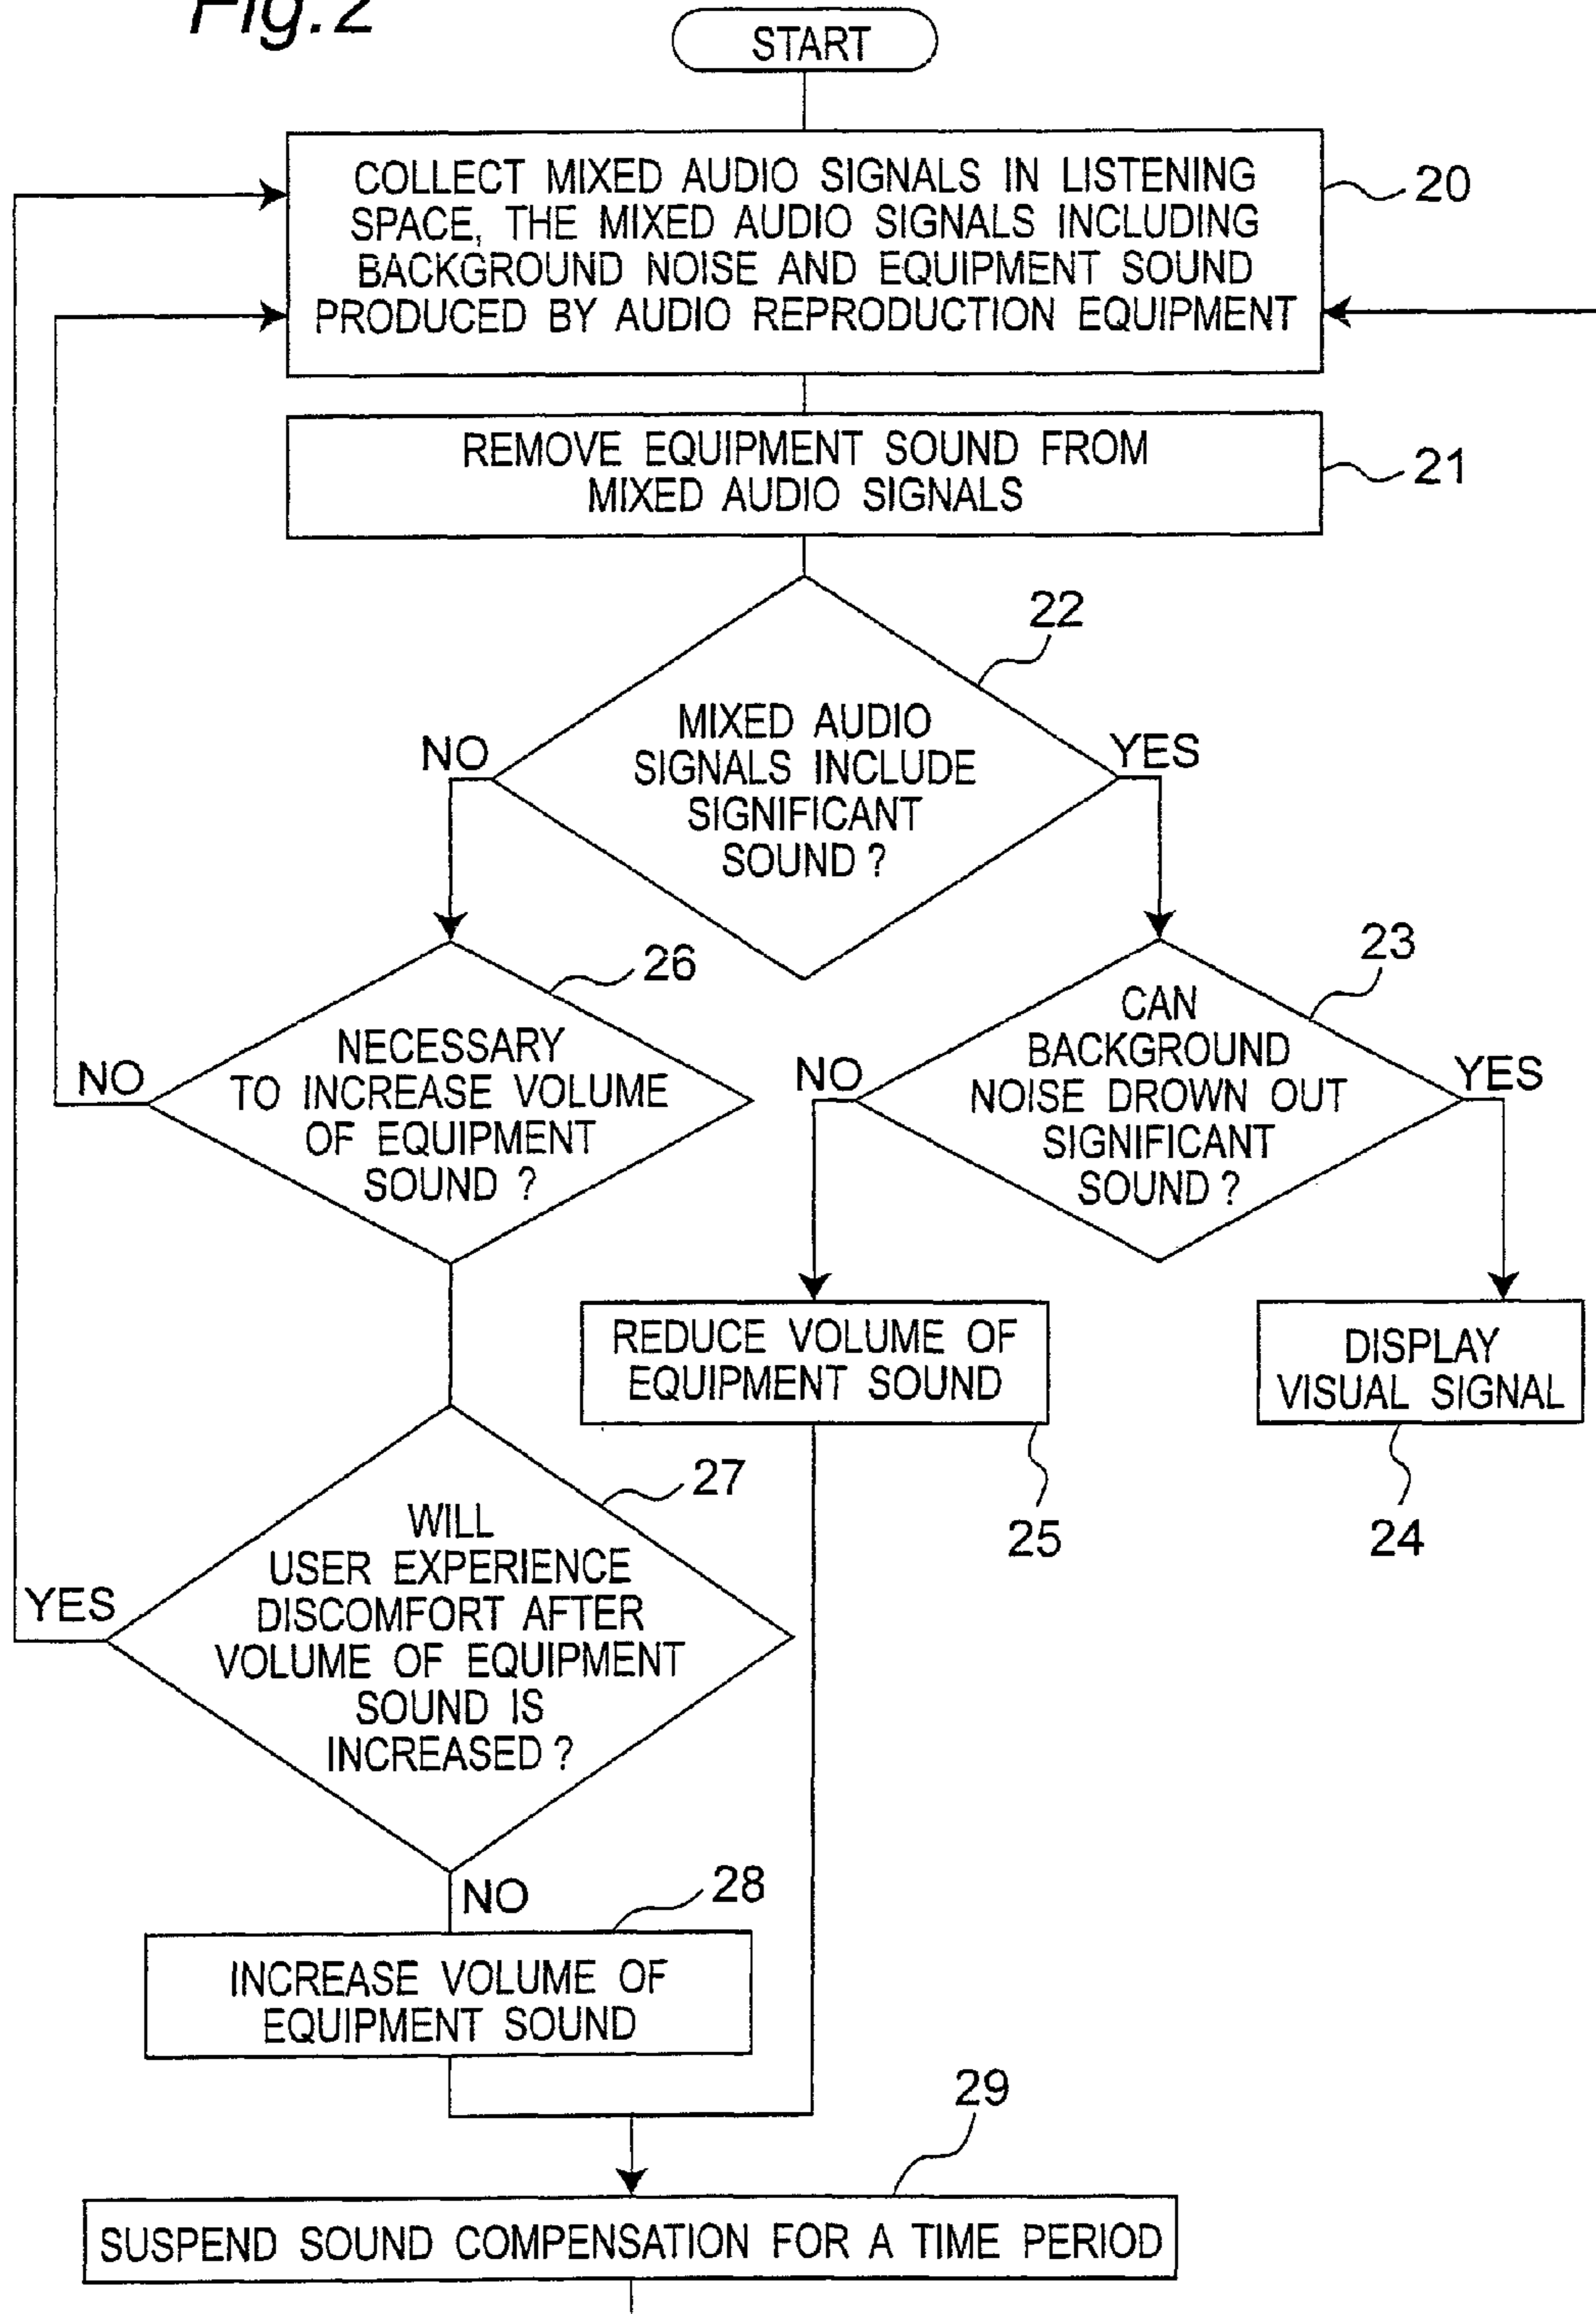 Fig.2
START
COLLECT MIXED AUDIO SIGNALS IN LISTENING
SPACE, THE MIXED AUDIO SIGNALS INCLUDING
BACKGROUND NOISE AND EQUIPMENT SOUND
PRODUCED BY AUDIO REPRODUCTION EQUIPMENT
20
REMOVE EQUIPMENT SOUND FROM
MIXED AUDIO SIGNALS
21
22
MIXED AUDIO
SIGNALS INCLUDE
SIGNIFICANT
SOUND ?
NO
YES
26
NECESSARY
TO INCREASE VOLUME
OF EQUIPMENT
SOUND ?
NO
23
CAN
BACKGROUND
NOISE DROWN OUT
SIGNIFICANT
SOUND ?
NO
YES
REDUCE VOLUME OF
EQUIPMENT SOUND
25
DISPLAY
VISUAL SIGNAL
24
27
WILL
USER EXPERIENCE
DISCOMFORT AFTER
VOLUME OF EQUIPMENT
SOUND IS
INCREASED ?
YES
NO
28
INCREASE VOLUME OF
EQUIPMENT SOUND
29
SUSPEND SOUND COMPENSATION FOR A TIME PERIOD